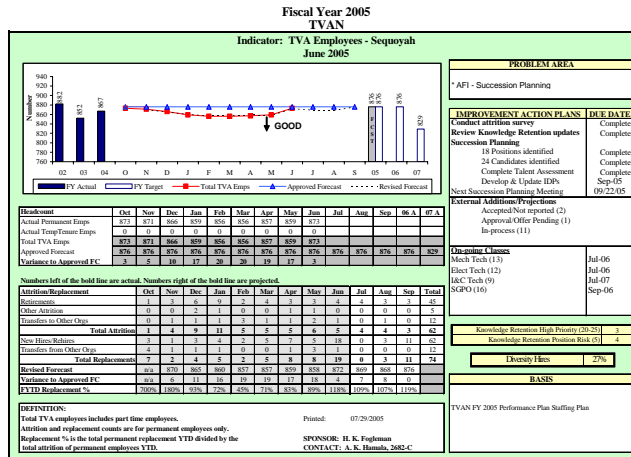 Fiscal Year 2005
TVAN
Indicator: TVA Employees - Sequoyah
June 2005
Number
940
920
900
880
860
840
820
800
780
760
882
852
867
876
876
876
829
FCST
GOOD
02 03 04 O N D J F M A M J J A S 05 06 07
FY Actual FY Target Total TVA Emps Approved Forecast Revised Forecast
Headcount Oct Nov Dec Jan Feb Mar Apr May Jun Jul Aug Sep 06 A 07 A
Actual Permanent Emps 873 871 866 859 856 856 857 859 873
Actual Temp/Tenure Emps 0 0 0 0 0 0 0 0 0
Total TVA Emps 873 871 866 859 856 856 857 859 873
Approved Forecast 876 876 876 876 876 876 876 876 876 876 876 876 876 829
Variance to Approved FC 3 5 10 17 20 20 19 17 3
Numbers left of the bold line are actual. Numbers right of the bold line are projected.
Attrition/Replacement Oct Nov Dec Jan Feb Mar Apr May Jun Jul Aug Sep Total
Retirements 1 3 6 9 2 4 3 3 4 4 3 3 45
Other Attrition 0 0 2 1 0 0 1 1 0 0 0 0 5
Transfers to Other Orgs 0 1 1 1 3 1 1 2 1 0 0 1 0 12
Total Attrition 1 4 9 11 5 5 5 6 5 4 4 3 62
New Hires/Rehires 3 1 3 4 2 5 7 5 18 0 3 11 62
Transfers from Other Orgs 4 1 1 1 0 0 1 3 1 0 0 0 12
Total Replacements 7 2 4 5 2 5 8 8 19 0 3 11 74
Revised Forecast n/a 870 865 860 857 857 859 858 872 869 868 876
Variance to Approved FC n/a 6 11 16 19 19 17 18 4 7 8 0
FYTD Replacement % 700% 180% 93% 72% 45% 71% 83% 89% 118% 109% 107% 119%
DEFINITION:
Total TVA employees includes part time employees.
Attrition and replacement counts are for permanent employees only.
Replacement % is the total permanent replacement YTD divided by the
total attrition of permanent employees YTD.
Printed: 07/29/2005
SPONSOR: H. K. Fogleman
CONTACT: A. K. Hamala, 2682-C
PROBLEM AREA
* AFI - Succession Planning
IMPROVEMENT ACTION PLANS DUE DATE
Conduct attrition survey Complete
Review Knowledge Retention updates Complete
Succession Planning
18 Positions identified Complete
24 Candidates identified Complete
Complete Talent Assessment Complete
Develop & Update IDPs Sep-05
Next Succession Planning Meeting 09/22/05
External Additions/Projections
Accepted/Not reported (2)
Approval/Offer Pending (1)
In-process (11)
On-going Classes
Mech Tech (13) Jul-06
Elect Tech (12) Jul-06
I&C Tech (9) Jul-07
SGPO (16) Sep-06
Knowledge Retention High Priority (20-25) 3
Knowledge Retention Position Risk (5) 4
Diversity Hires 27%
BASIS
TVAN FY 2005 Performance Plan Staffing Plan